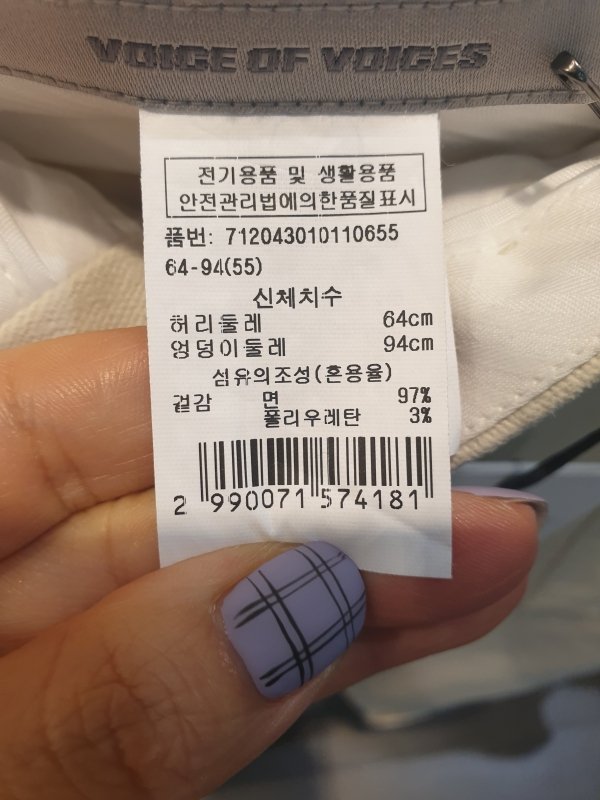 VOICE OF VOICES
전기용품 및 생활용품
안전관리법에의한품질표시
품번: 712043010110655
64-94(55)
신체치수
허리둘레 64cm
엉덩이둘레 94cm
섬유의조성(혼용율)
겉감 면 97%
폴리우레탄 3%
2 990071 574181